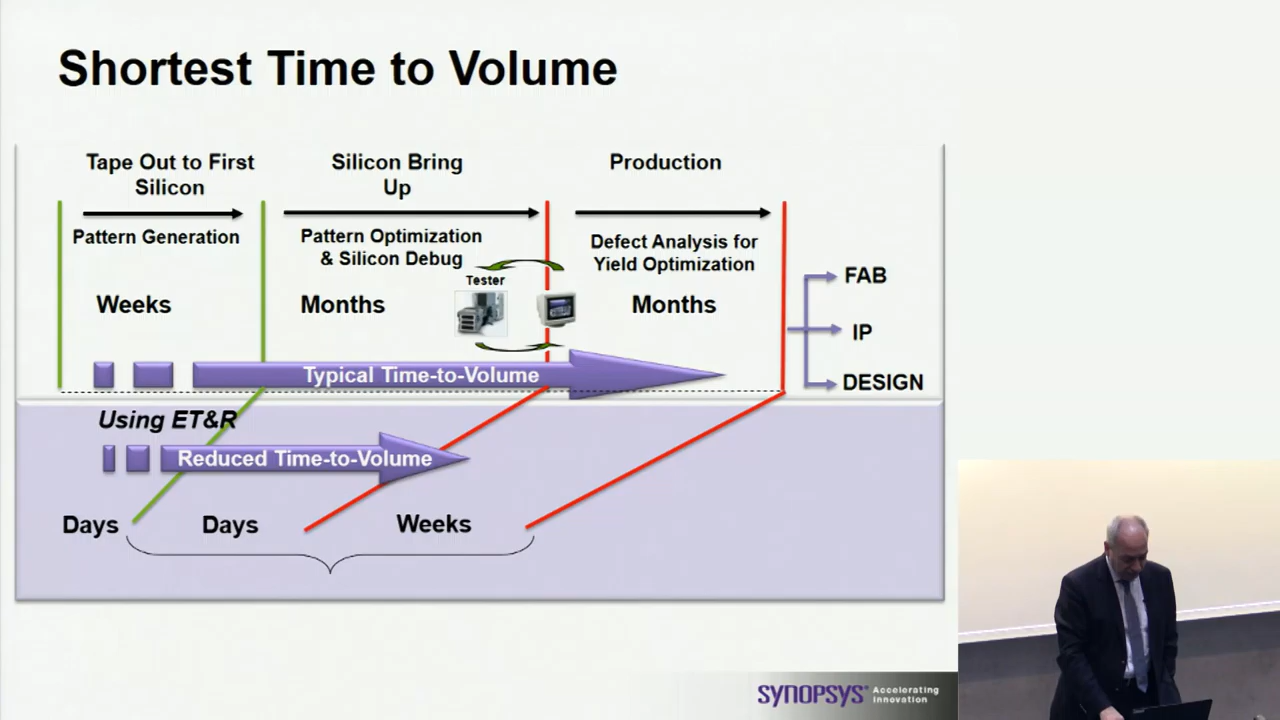 Shortest Time to Volume
Tape Out to First
Silicon
Silicon Bring
Up
Production
Pattern Generation
Pattern Optimization
& Silicon Debug
Defect Analysis for
Yield Optimization
Tester
Weeks
Months
Months
FAB
IP
DESIGN
Typical Time-to-Volume
Using ET&R
Reduced Time-to-Volume
Days
Days
Weeks
SYNOPSYS®
Accelerating
Innovation